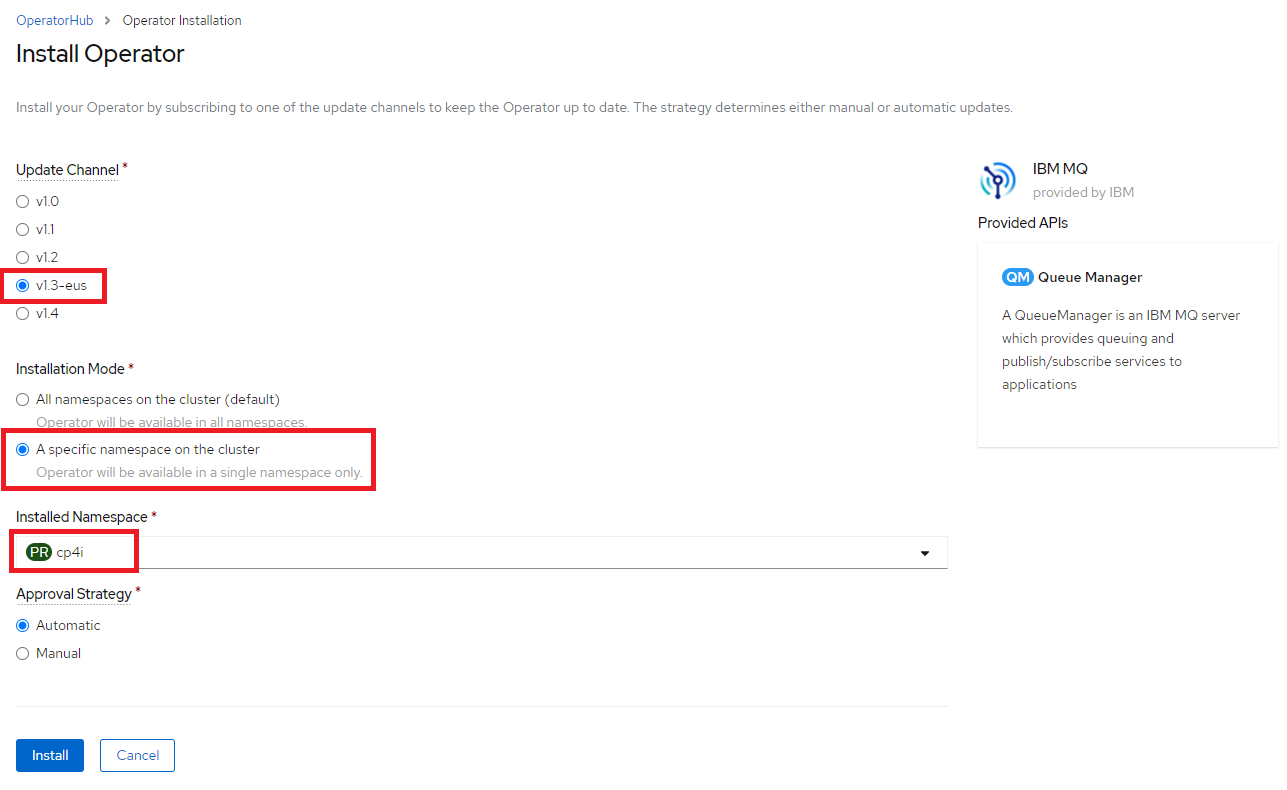 OperatorHub > Operator Installation
Install Operator
Install your Operator by subscribing to one of the update channels to keep the Operator up to date. The strategy determines either manual or automatic updates.
Update Channel *
v1.0
v1.1
v1.2
v1.3-eus
v1.4
Installation Mode *
All namespaces on the cluster (default)
Operator will be available in all namespaces.
A specific namespace on the cluster
Operator will be available in a single namespace only.
Installed Namespace *
PR cp4i
Approval Strategy *
Automatic
Manual
Install Cancel
IBM MQ
provided by IBM
Provided APIs
QM Queue Manager
A QueueManager is an IBM MQ server
which provides queuing and
publish/subscribe services to
applications